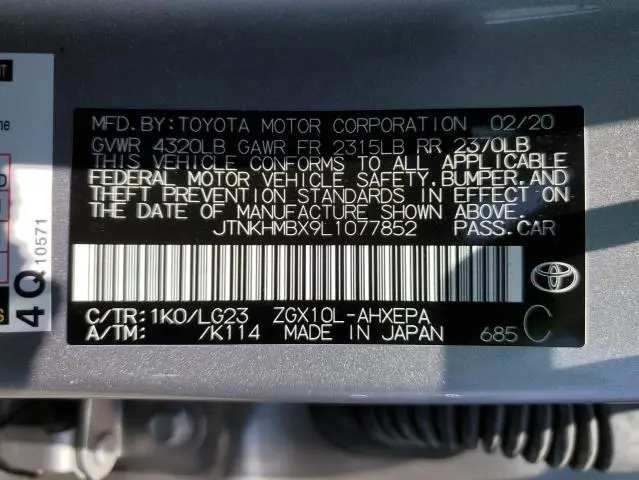 MFD.BY:TOYOTA MOTOR CORPORATION 02/20
GVWR 4320LB GAWR FR 2315LB RR 2370LB
THIS VEHICLE CONFORMS TO ALL APPLICABLE
FEDERAL MOTOR VEHICLE SAFETY, BUMPER, AND
THEFT PREVENTION STANDARDS IN EFFECT ON
THE DATE OF MANUFACTURE SHOWN ABOVE.
JTNKHMBX9L1077852 PASS.CAR
C/TR:1K0/LG23 ZGX10L-AHXEPA
A/TM: /K114 MADE IN JAPAN 685 C
4Q 10571